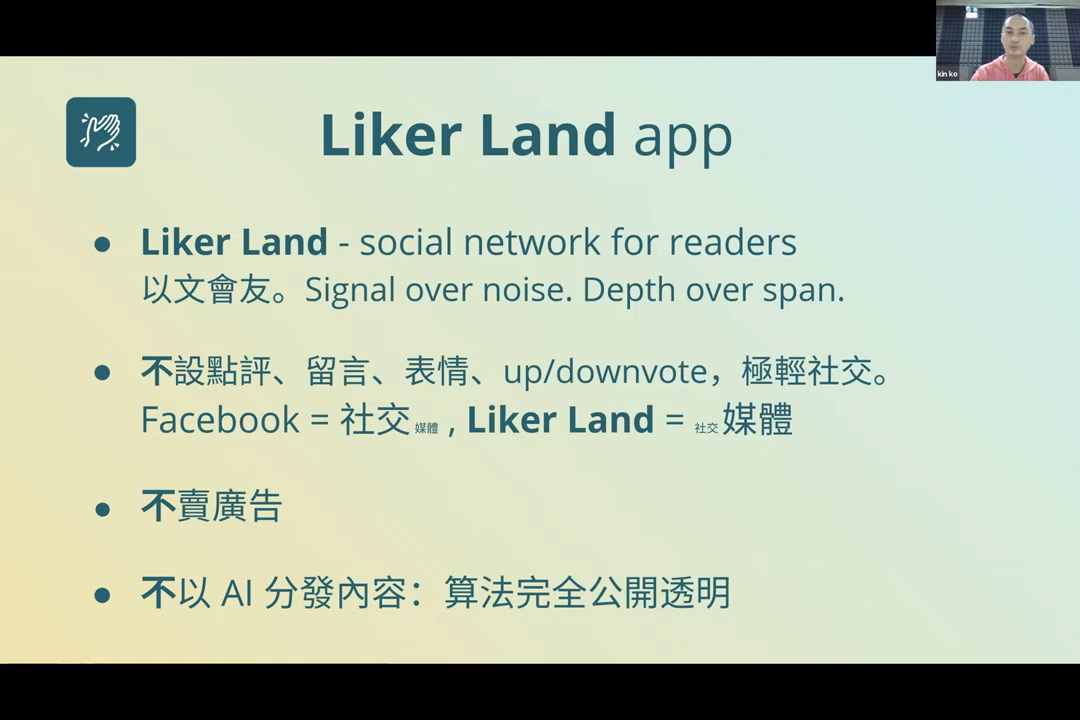 kin ko
Liker Land app
Liker Land - social network for readers
以文會友。Signal over noise. Depth over span.
不設點評、留言、表情、up/downvote，極輕社交。
Facebook = 社交媒體 , Liker Land = 社交媒體
不賣廣告
不以 AI 分發內容：算法完全公開透明